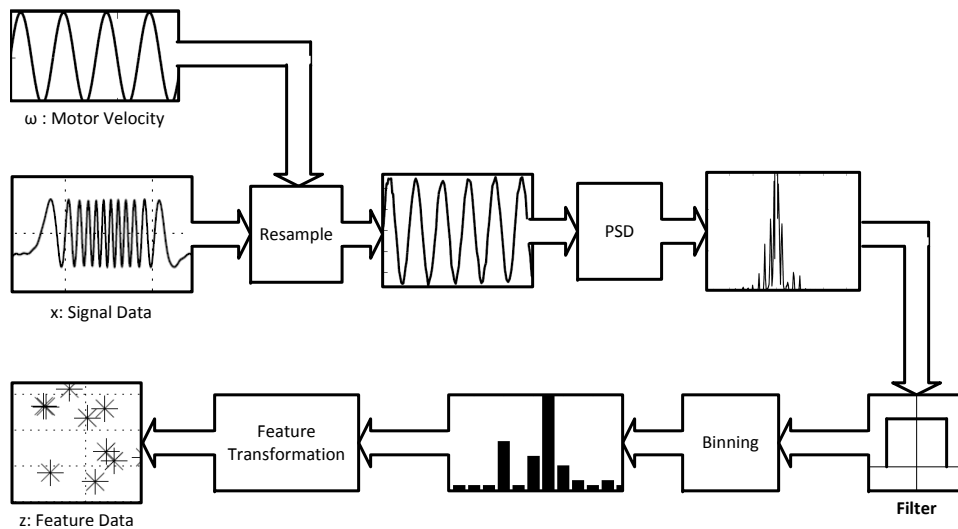 ω : Motor Velocity
Resample
PSD
x: Signal Data
Feature
Transformation
Binning
Filter
z: Feature Data